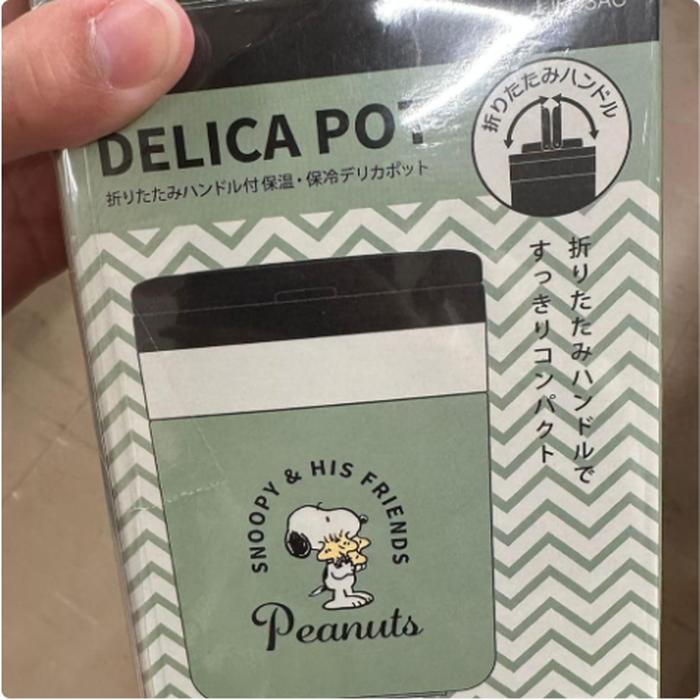 DELICA POT
折りたたみハンドル付 保温・保冷デリカポット
折りたたみハンドル
折りたたみハンドルで
すっきりコンパクト
SNOOPY & HIS FRIENDS
Peanuts